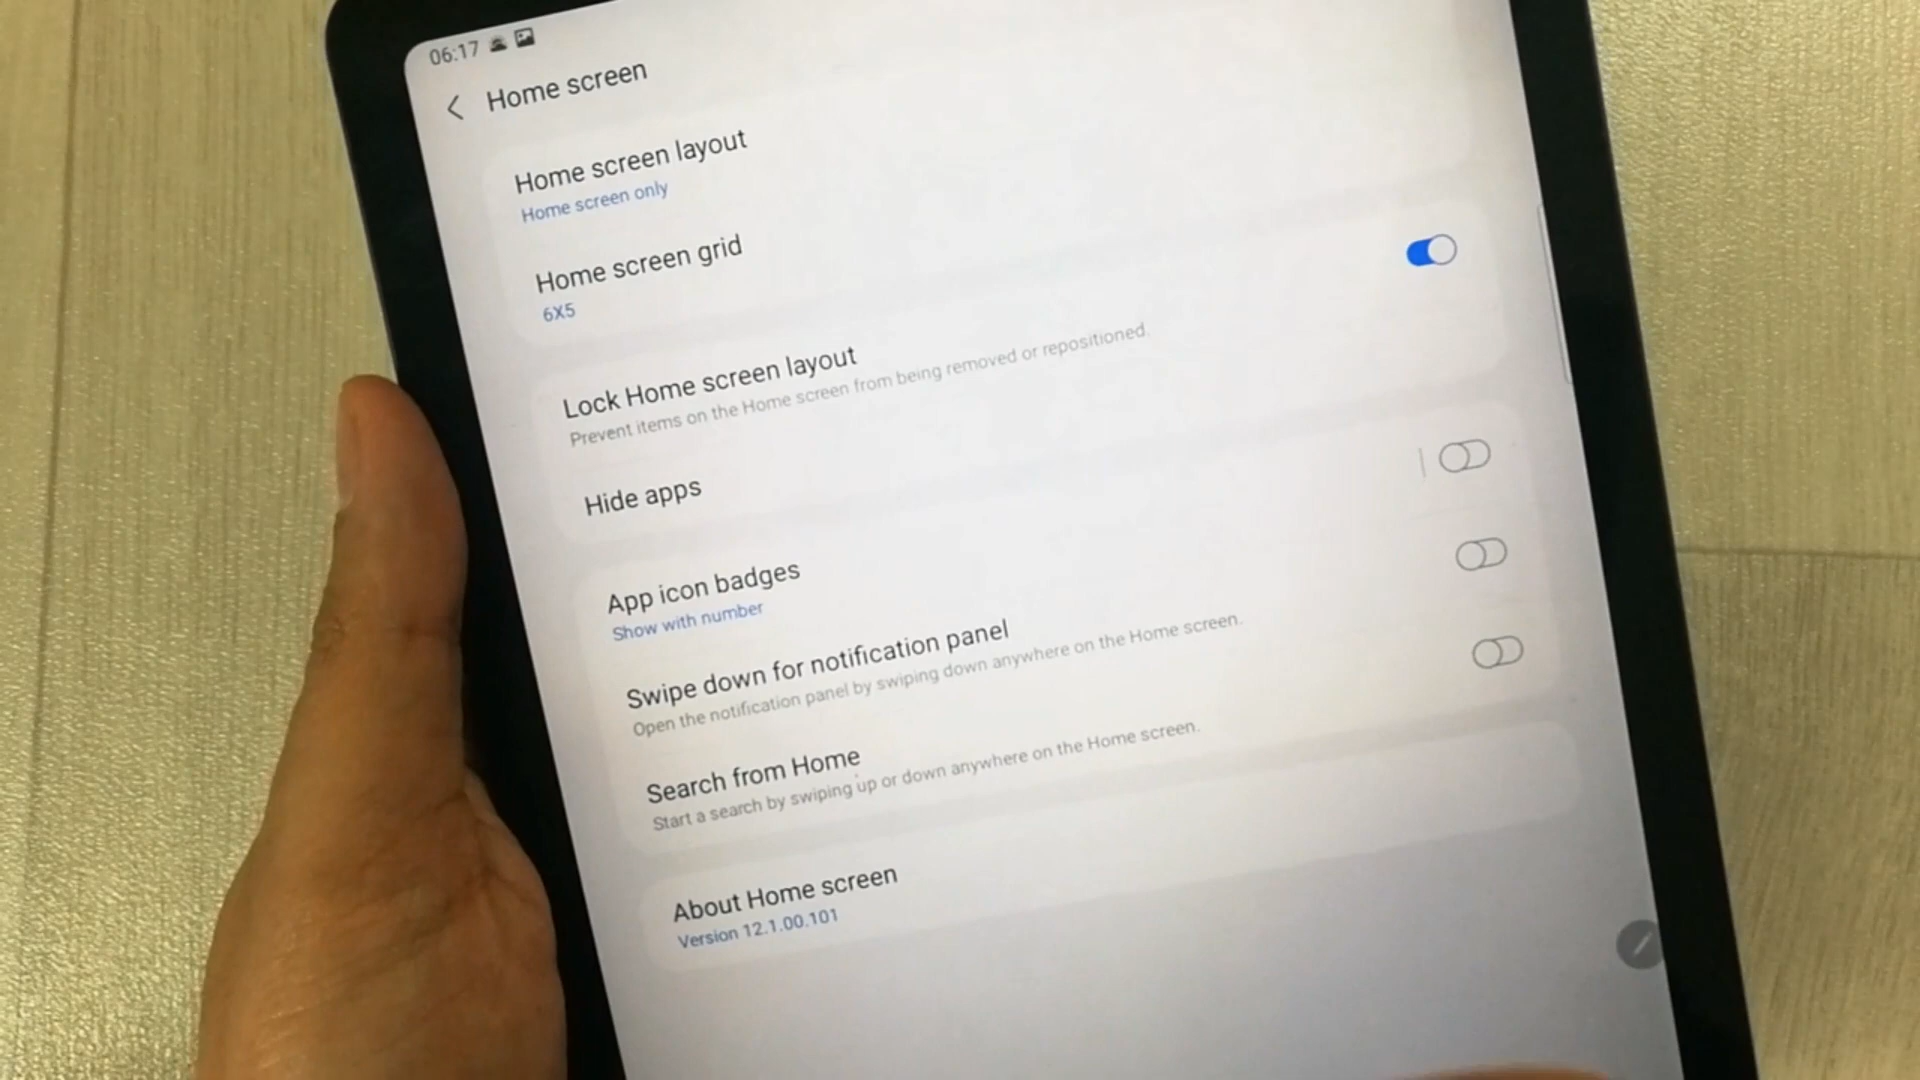 06:17
Home screen
Home screen layout
Home screen only
Home screen grid
6X5
Lock Home screen layout
Prevent items on the Home screen from being removed or repositioned.
Hide apps
App icon badges
Show with number
Swipe down for notification panel
Open the notification panel by swiping down anywhere on the Home screen.
Search from Home
Start a search by swiping up or down anywhere on the Home screen.
About Home screen
Version 12.1.00.101